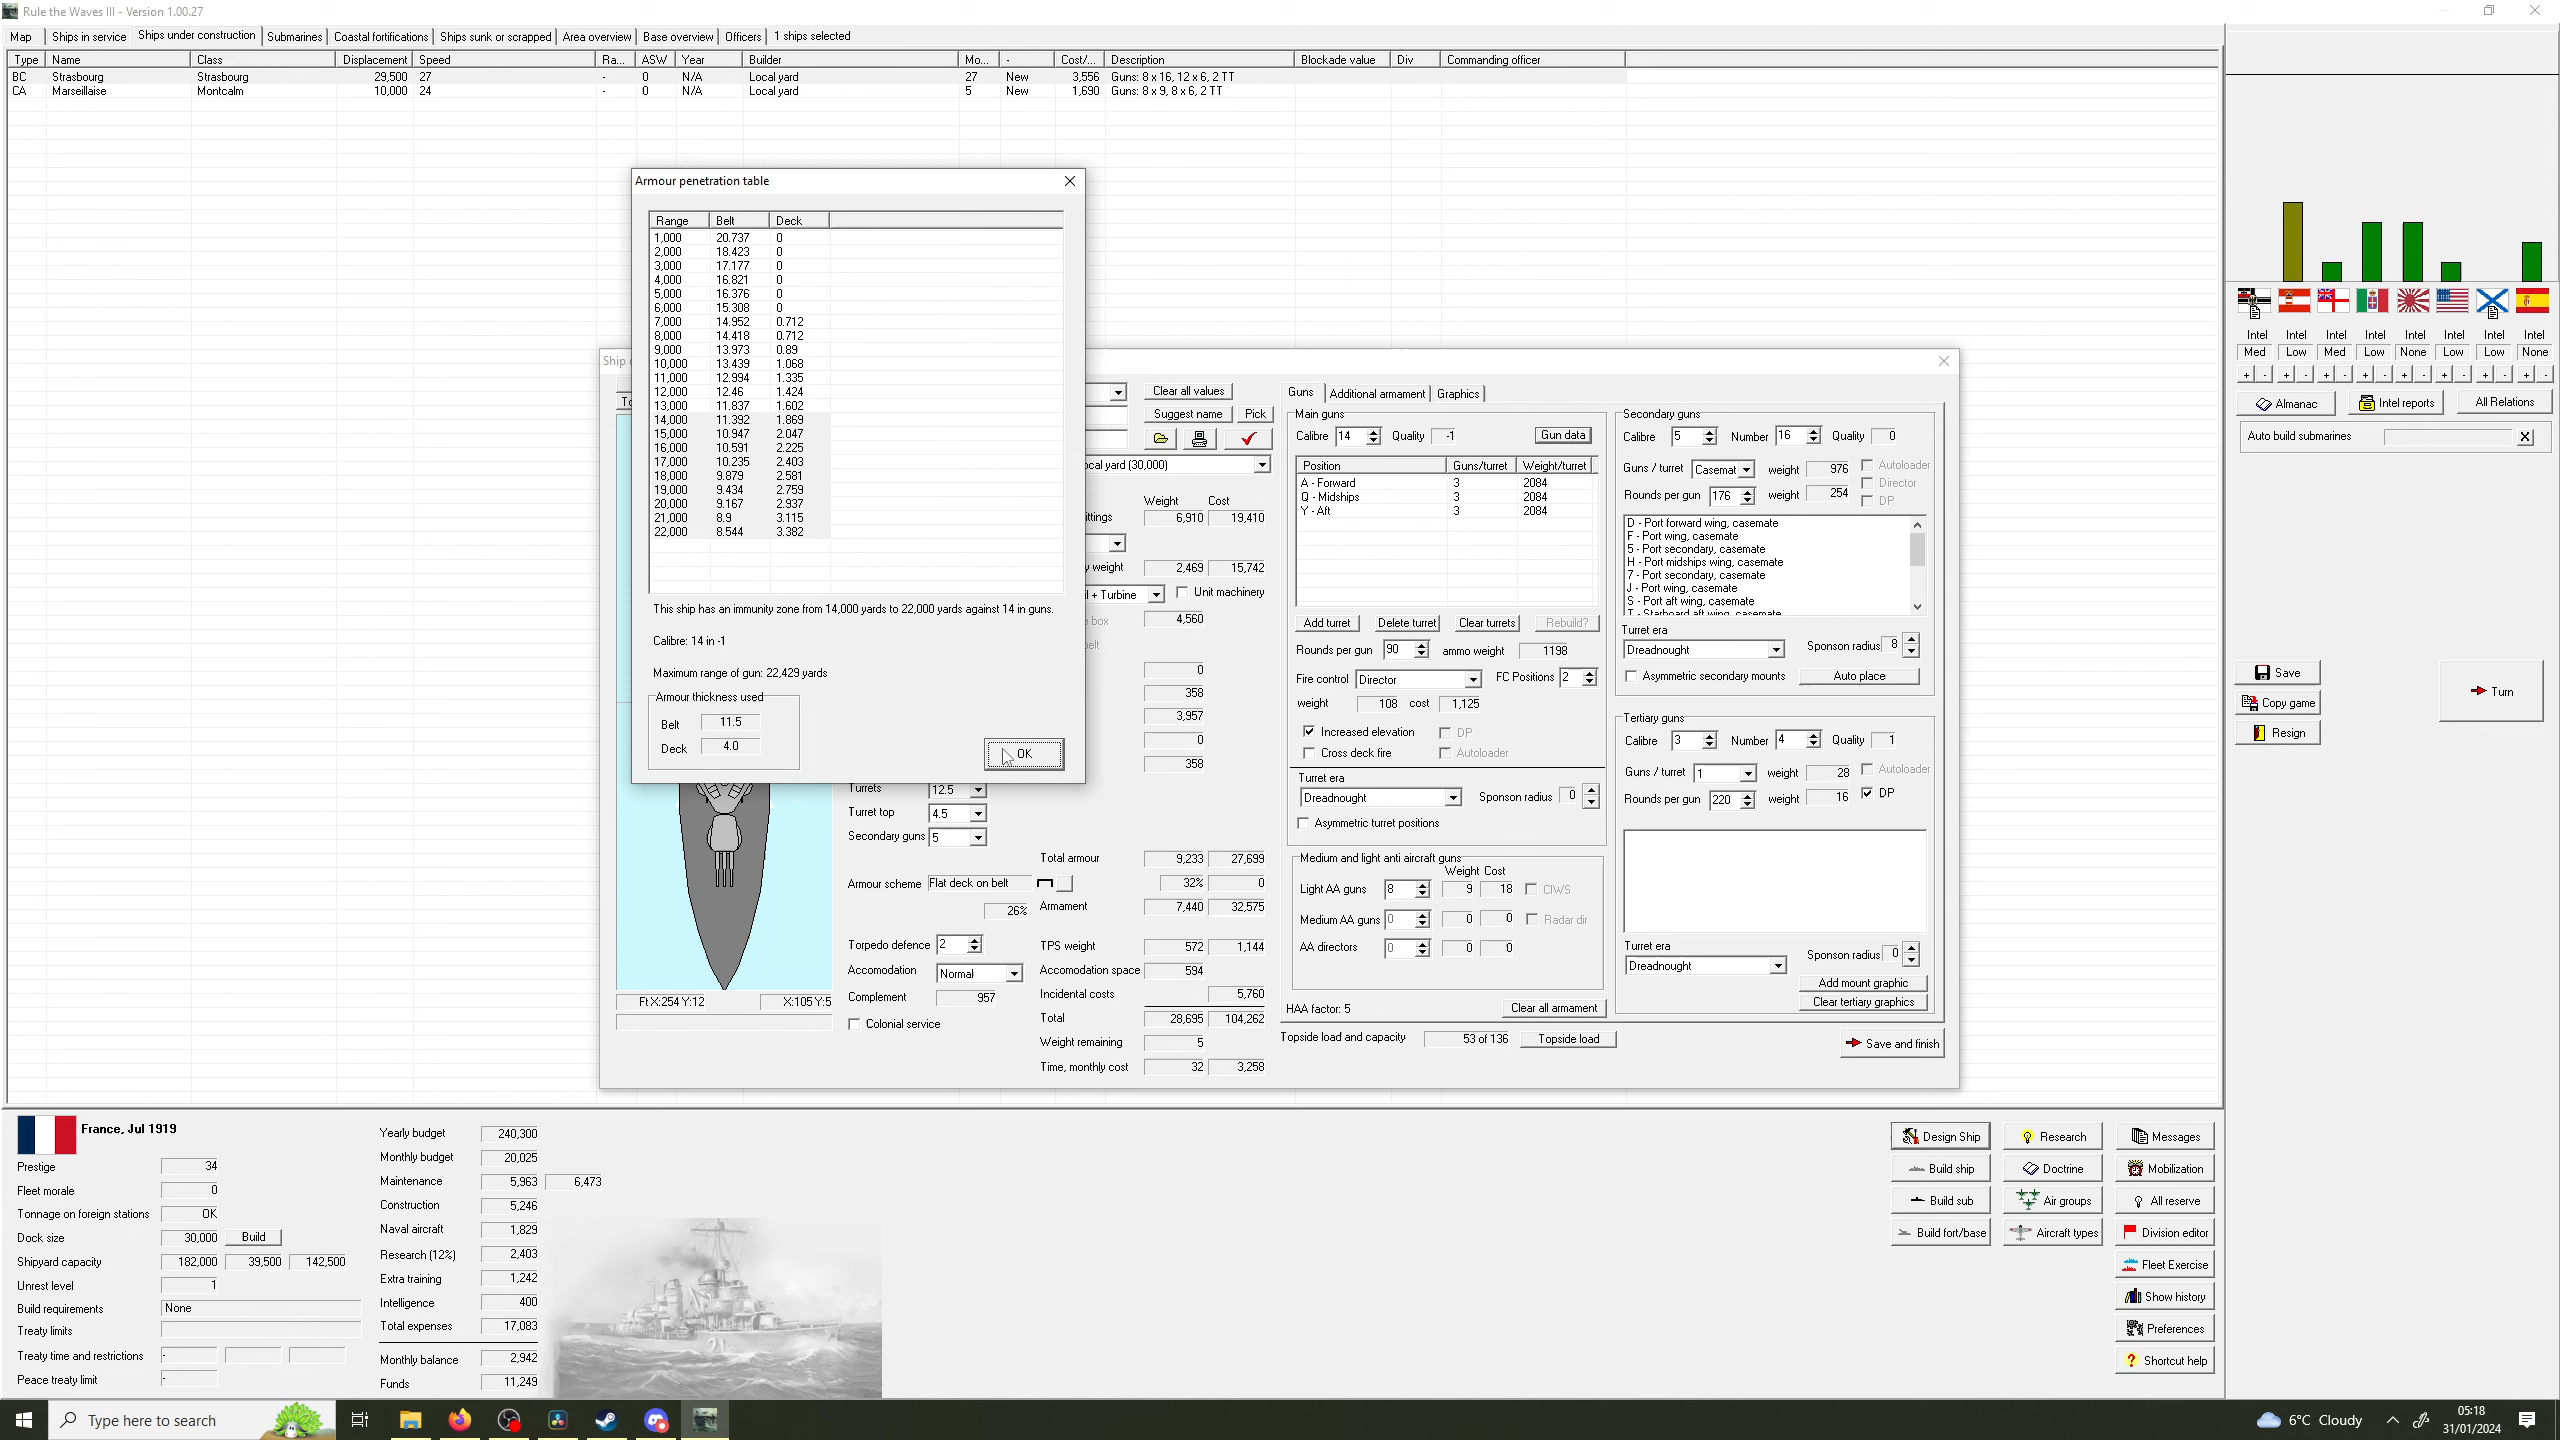 Rule the Waves III - Version 1.00.27
Map Ships in service Ships under construction Submarines Coastal fortifications Ships sunk or scrapped Area overview Base overview Officers 1 ships selected
Type Name Class Displacement Speed Ra... ASW Year Builder Mo... - Cost/... Description Blockade value Div Commanding officer
BC Strasbourg Strasbourg 29,500 27 - 0 N/A Local yard 27 New 3,556 Guns: 8 x 16, 12 x 6, 2 TT
CA Marseillaise Montcalm 10,000 24 - 0 N/A Local yard 5 New 1,690 Guns: 8 x 9, 8 x 6, 2 TT
Armour penetration table
Range Belt Deck
1,000 20.737 0
2,000 18.423 0
3,000 17.177 0
4,000 16.821 0
5,000 16.376 0
6,000 15.308 0
7,000 14.952 0.712
8,000 14.418 0.712
9,000 13.973 0.89
10,000 13.439 1.068
11,000 12.994 1.335
12,000 12.46 1.424
13,000 11.837 1.602
14,000 11.392 1.869
15,000 10.947 2.047
16,000 10.591 2.225
17,000 10.235 2.403
18,000 9.879 2.581
19,000 9.434 2.759
20,000 9.167 2.937
21,000 8.9 3.115
22,000 8.544 3.382
This ship has an immunity zone from 14,000 yards to 22,000 yards against 14 in guns.
Calibre: 14 in -1
Maximum range of gun: 22,429 yards
Armour thickness used
Belt 11.5
Deck 4.0
OK
Ship
To
Clear all values
Suggest name Pick
ocal yard (30,000)
Weight Cost
ttings 6,910 19,410
y weight 2,469 15,742
il + Turbine Unit machinery
e box 4,560
elt
0
358
3,957
0
358
Turrets 12.5
Turret top 4.5
Secondary guns 5
Total armour 9,233 27,699
Armour scheme Flat deck on belt 32% 0
26% Armament 7,440 32,575
Torpedo defence 2 TPS weight 572 1,144
Accomodation Normal Accomodation space 594
Complement 957 Incidental costs 5,760
Colonial service Total 28,695 104,262
Weight remaining 5
Time, monthly cost 32 3,258
Ft X:254 Y:12 X:105 Y:5
Guns Additional armament Graphics
Main guns
Calibre 14 Quality -1 Gun data
Position Guns/turret Weight/turret
A - Forward 3 2084
Q - Midships 3 2084
Y - Aft 3 2084
Add turret Delete turret Clear turrets Rebuild?
Rounds per gun 90 ammo weight 1198
Fire control Director FC Positions 2
weight 108 cost 1,125
Increased elevation DP
Cross deck fire Autoloader
Turret era
Dreadnought Sponson radius 0
Asymmetric turret positions
Medium and light anti aircraft guns
Weight Cost
Light AA guns 8 9 18 CIWS
Medium AA guns 0 0 0 Radar dir
AA directors 0 0 0
HAA factor: 5 Clear all armament
Topside load and capacity 53 of 136 Topside load
Secondary guns
Calibre 5 Number 16 Quality 0
Guns / turret Casemat weight 976 Autoloader
Director
Rounds per gun 176 weight 254 DP
D - Port forward wing, casemate
F - Port wing, casemate
5 - Port secondary, casemate
H - Port midships wing, casemate
7 - Port secondary, casemate
J - Port wing, casemate
S - Port aft wing, casemate
T - Starboard aft wing, casemate
Turret era
Dreadnought Sponson radius 8
Asymmetric secondary mounts Auto place
Tertiary guns
Calibre 3 Number 4 Quality 1
Guns / turret 1 weight 28 Autoloader
Rounds per gun 220 weight 16 DP
Turret era
Dreadnought Sponson radius 0
Add mount graphic
Clear tertiary graphics
Save and finish
Intel Intel Intel Intel Intel Intel Intel Intel
Med Low Med Low None Low Low None
+ - + - + - + - + - + - + - + -
Almanac Intel reports All Relations
Auto build submarines X
Save
Copy game
Resign
Turn
France, Jul 1919
Prestige 34
Fleet morale 0
Tonnage on foreign stations OK
Dock size 30,000 Build
Shipyard capacity 182,000 39,500 142,500
Unrest level 1
Build requirements None
Treaty limits
Treaty time and restrictions -
Peace treaty limit -
Yearly budget 240,300
Monthly budget 20,025
Maintenance 5,963 6,473
Construction 5,246
Naval aircraft 1,829
Research (12%) 2,403
Extra training 1,242
Intelligence 400
Total expenses 17,083
Monthly balance 2,942
Funds 11,249
Design Ship Research Messages
Build ship Doctrine Mobilization
Build sub Air groups All reserve
Build fort/base Aircraft types Division editor
Fleet Exercise
Show history
Preferences
Shortcut help
Type here to search
6°C Cloudy
05:18
31/01/2024